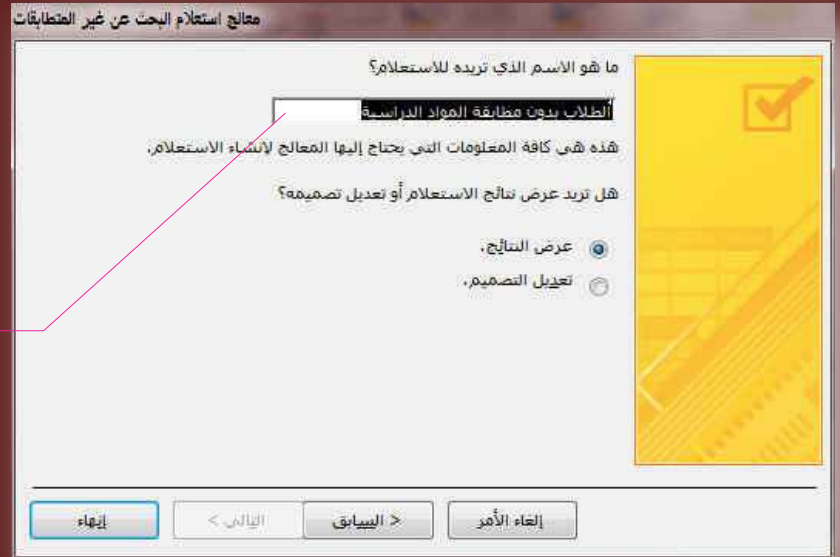 معالج استعلام البحث عن غير المتطابقات
ما هو الاسم الذي تريده للاستعلام؟
الطلاب بدون مطابقة المواد الدراسية
هذه هي كافة المعلومات التي يحتاج إليها المعالج لإنشاء الاستعلام.
هل تريد عرض نتائج الاستعلام أو تعديل تصميمه؟
عرض النتائج.
تعديل التصميم.
إلغاء الأمر
< السابق
التالي >
إنهاء